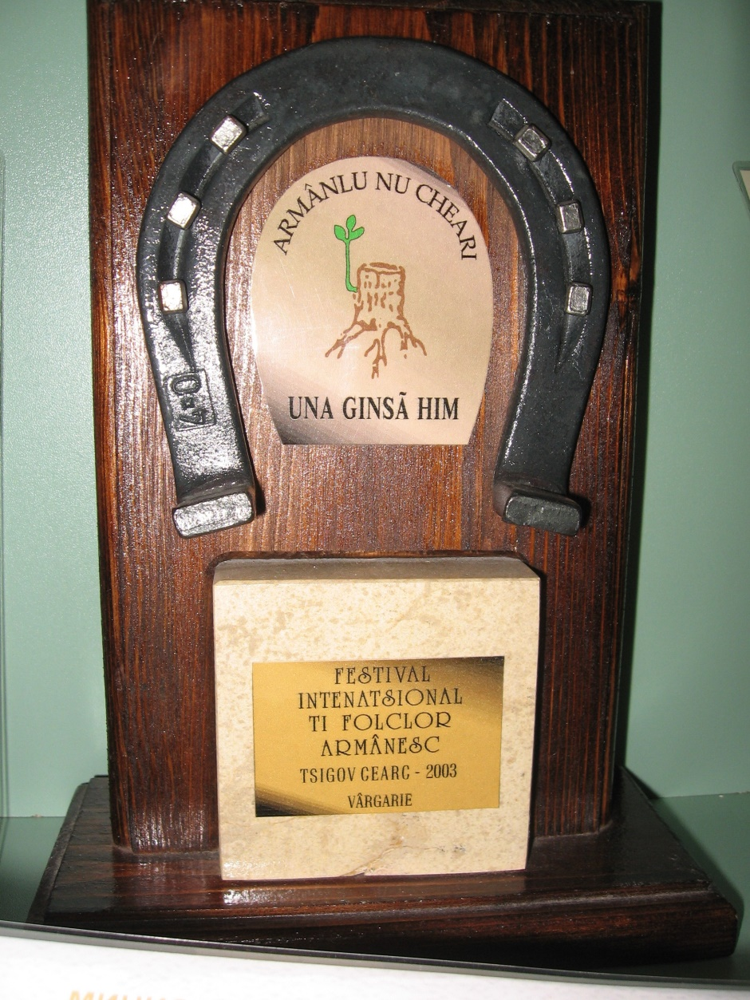 ARMÂNLU NU CHEARI
UNA GINSÃ HIM
FESTIVAL
INTENATSIONAL
TI FOLCLOR
ARMÂNESC
TSIGOV CEARC - 2003
VÂRGARIE